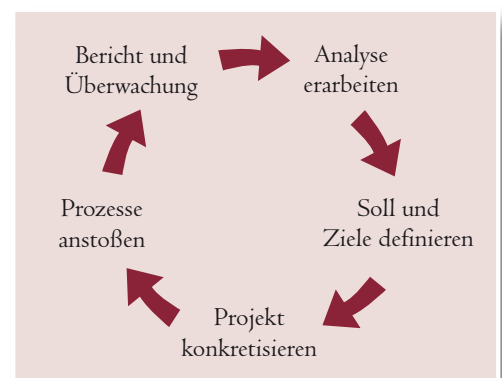 Bericht und
Überwachung
Analyse
erarbeiten
Soll und
Ziele definieren
Projekt
konkretisieren
Prozesse
anstoßen